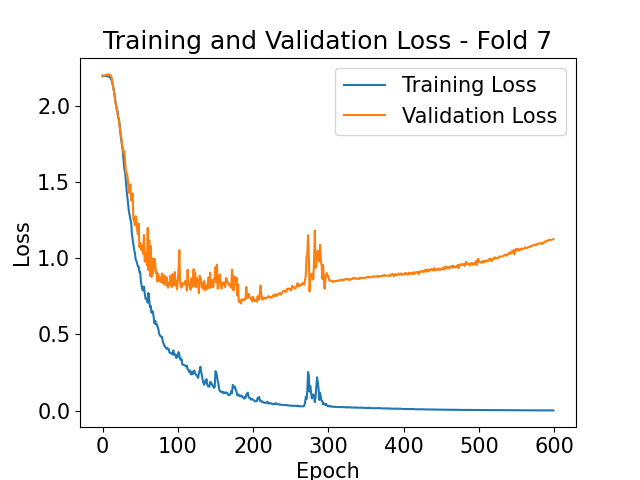 Training and Validation Loss - Fold 7
Training Loss
Validation Loss
2.0
1.5
1.0
0.5
0.0
Loss
0 100 200 300 400 500 600
Epoch